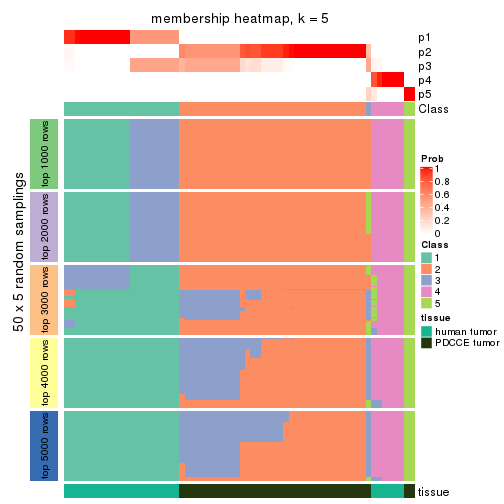 membership heatmap, k = 5
p1
p2
p3
p4
p5
Class
50 x 5 random samplings
top 1000 rows
top 2000 rows
top 3000 rows
top 4000 rows
top 5000 rows
tissue
Prob
1
0.8
0.6
0.4
0.2
0
Class
1
2
3
4
5
tissue
human tumor
PDCCE tumor